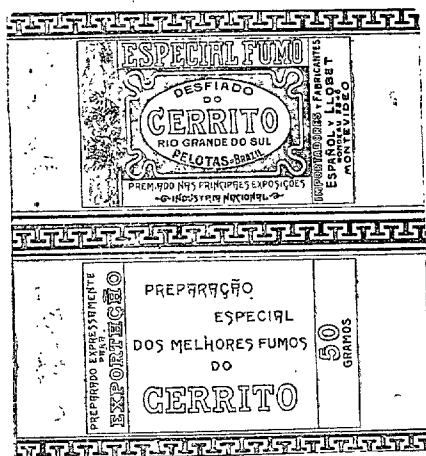 ESPECIAL FUMO
DESFIADO
DO
CERRITO
RIO GRANDE DO SUL
PELOTAS-BRAZIL
PREMIADO NAS PRINCIPAES EXPOSIÇÕES
INDUSTRIA NACIONAL
IMPORTADORES Y FABRICANTES
ESPAÑOL Y LLOBET
MONTEVIDEO
PREPARADO EXPRESSAMENTE
PARA
EXPORTECÃO
PREPARAÇÃO
ESPECIAL
DOS MELHORES FUMOS
DO
CERRITO
50
GRAMOS